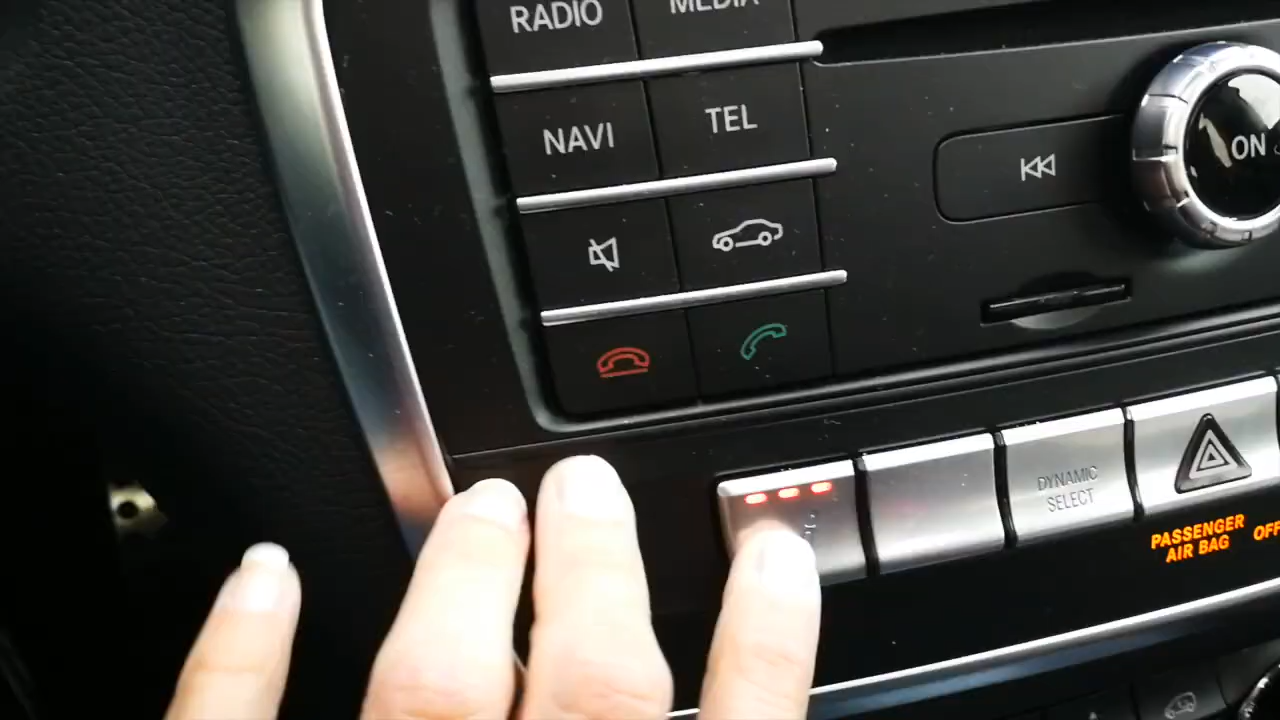 RADIO
MEDIA
NAVI
TEL
ON
DYNAMIC
SELECT
PASSENGER
AIR BAG
OFF